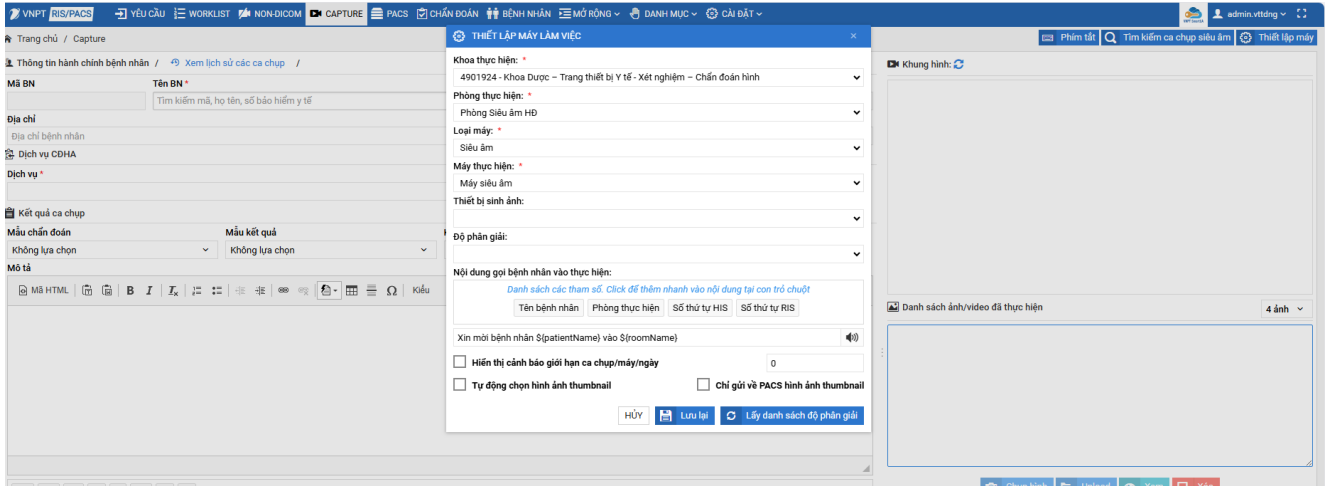 VNPT RIS/PACS YÊU CẦU WORKLIST NON-DICOM CAPTURE PACS CHẨN ĐOÁN BỆNH NHÂN MỞ RỘNG DANH MỤC CÀI ĐẶT admin.vttdng
Trang chủ / Capture
Phím tắt Tìm kiếm ca chụp siêu âm Thiết lập máy
Thông tin hành chính bệnh nhân / Xem lịch sử các ca chụp /
Mã BN Tên BN *
Tìm kiếm mã, họ tên, số bảo hiểm y tế
Địa chỉ
Địa chỉ bệnh nhân
Dịch vụ CĐHA
Dịch vụ *
Kết quả ca chụp
Mẫu chẩn đoán Mẫu kết quả
Không lựa chọn Không lựa chọn
Mô tả
Mã HTML B I Ω Kiểu
THIẾT LẬP MÁY LÀM VIỆC ×
Khoa thực hiện: *
4901924 - Khoa Dược – Trang thiết bị Y tế - Xét nghiệm – Chẩn đoán hình
Phòng thực hiện: *
Phòng Siêu âm HĐ
Loại máy: *
Siêu âm
Máy thực hiện: *
Máy siêu âm
Thiết bị sinh ảnh:
Độ phân giải:
Nội dung gọi bệnh nhân vào thực hiện:
Danh sách các tham số. Click để thêm nhanh vào nội dung tại con trỏ chuột
Tên bệnh nhân Phòng thực hiện Số thứ tự HIS Số thứ tự RIS
Xin mời bệnh nhân ${patientName} vào ${roomName}
Hiển thị cảnh báo giới hạn ca chụp/máy/ngày 0
Tự động chọn hình ảnh thumbnail Chỉ gửi về PACS hình ảnh thumbnail
HỦY Lưu lại Lấy danh sách độ phân giải
Khung hình:
Danh sách ảnh/video đã thực hiện 4 ảnh